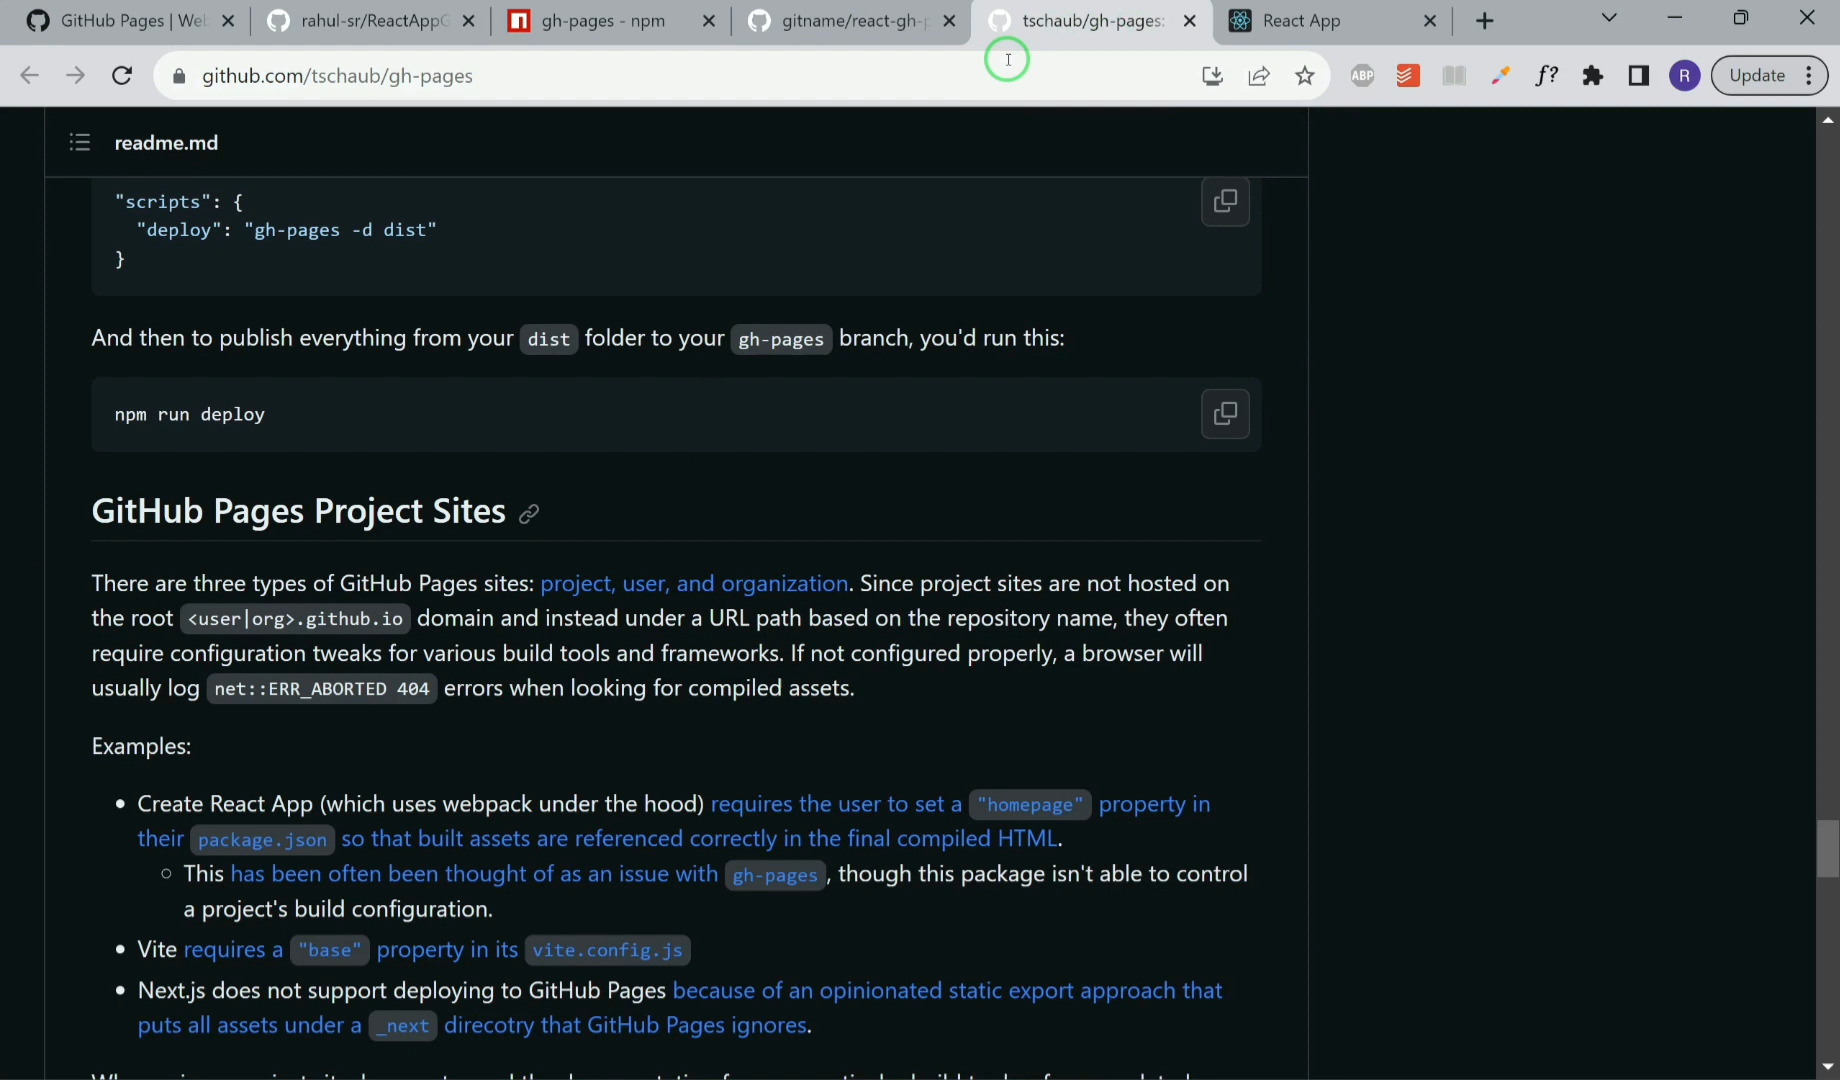 GitHub Pages | Web
rahul-sr/ReactAppG
gh-pages - npm
gitname/react-gh-p
tschaub/gh-pages:
React App
github.com/tschaub/gh-pages
ABP
f?
R
Update
readme.md
"scripts": {
"deploy": "gh-pages -d dist"
}
And then to publish everything from your dist folder to your gh-pages branch, you'd run this:
npm run deploy
GitHub Pages Project Sites
There are three types of GitHub Pages sites: project, user, and organization. Since project sites are not hosted on
the root <user|org>.github.io domain and instead under a URL path based on the repository name, they often
require configuration tweaks for various build tools and frameworks. If not configured properly, a browser will
usually log net::ERR_ABORTED 404 errors when looking for compiled assets.
Examples:
• Create React App (which uses webpack under the hood) requires the user to set a "homepage" property in
their package.json so that built assets are referenced correctly in the final compiled HTML.
○ This has been often been thought of as an issue with gh-pages, though this package isn't able to control
a project's build configuration.
• Vite requires a "base" property in its vite.config.js
• Next.js does not support deploying to GitHub Pages because of an opinionated static export approach that
puts all assets under a _next direcotry that GitHub Pages ignores.